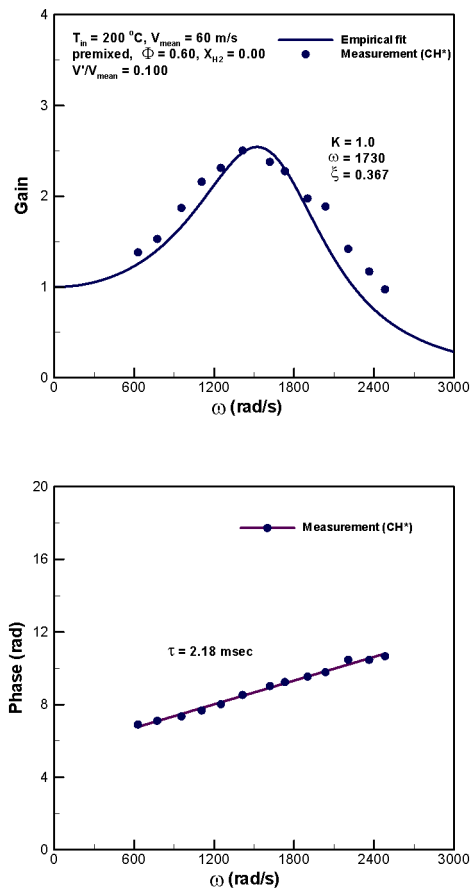 T_in = 200 °C, V_mean = 60 m/s
premixed, Φ = 0.60, X_H2 = 0.00
V'/V_mean = 0.100
Empirical fit
Measurement (CH*)
K = 1.0
ω = 1730
ξ = 0.367
4
3
2
1
0
Gain
0 600 1200 1800 2400 3000
ω (rad/s)
20
16
12
8
4
0
Phase (rad)
Measurement (CH*)
τ = 2.18 msec
0 600 1200 1800 2400 3000
ω (rad/s)